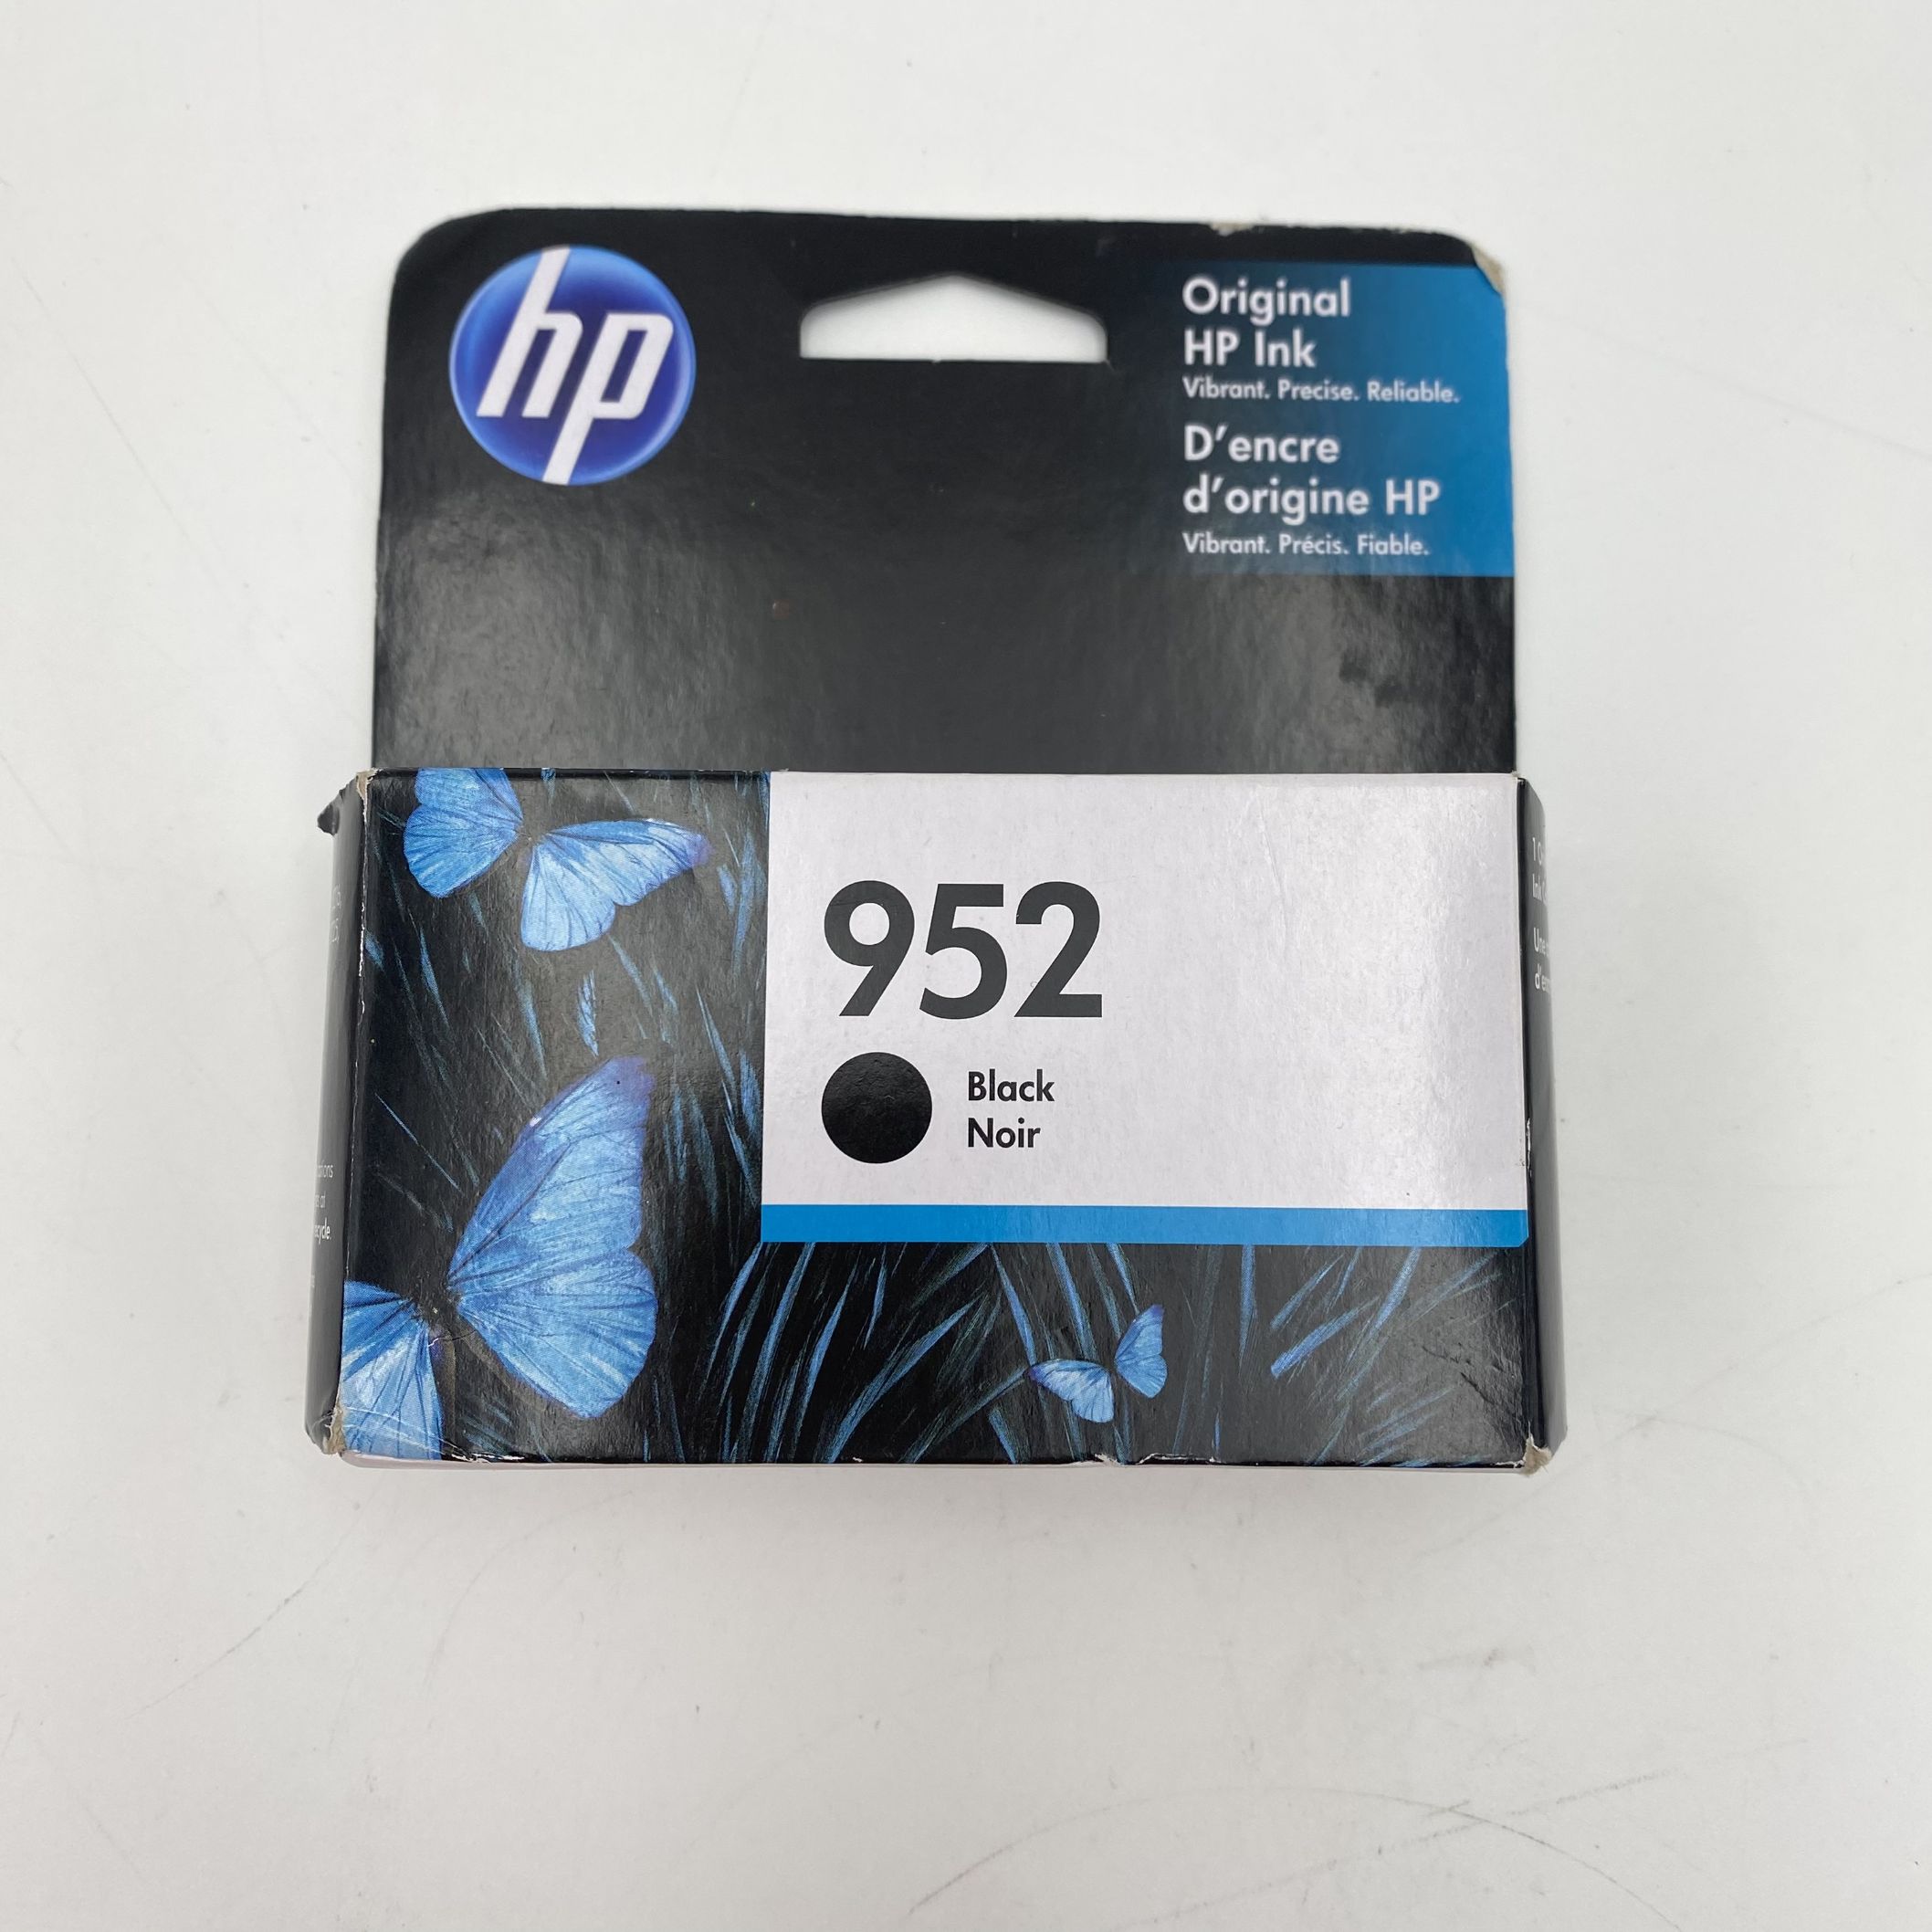 hp
Original
HP Ink
Vibrant. Precise. Reliable.
D'encre
d'origine HP
Vibrant. Précis. Fiable.
952
Black
Noir